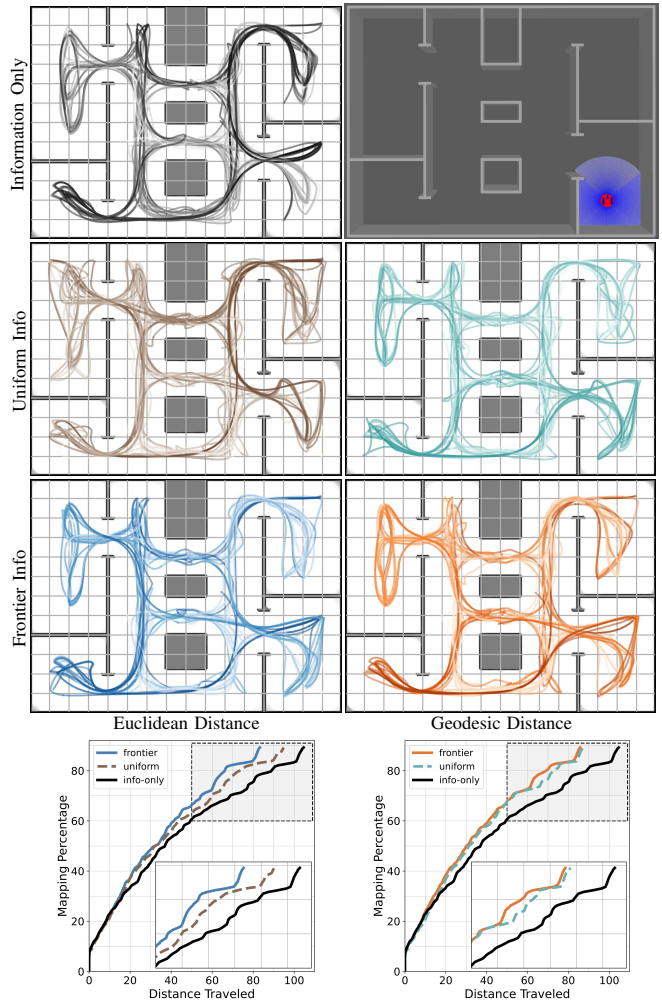 Information Only
Uniform Info
Frontier Info
Euclidean Distance
Geodesic Distance
frontier
uniform
info-only
Mapping Percentage
80
60
40
20
0
0 20 40 60 80 100
Distance Traveled
frontier
uniform
info-only
Mapping Percentage
80
60
40
20
0
0 20 40 60 80 100
Distance Traveled